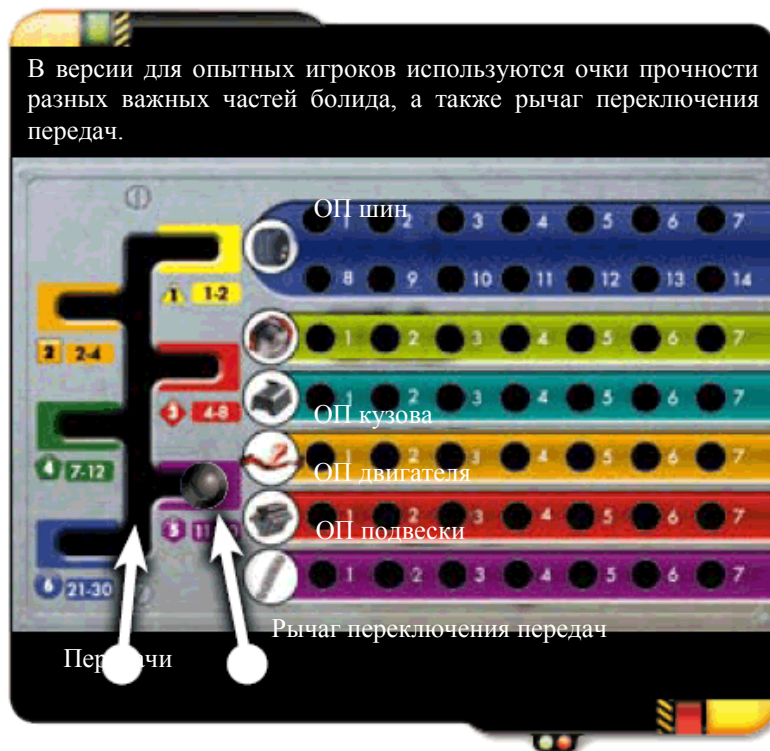 В версии для опытных игроков используются очки прочности
разных важных частей болида, а также рычаг переключения
передач.
ОП шин
1 2 3 4 5 6 7
1 1-2
8 9 10 11 12 13 14
2 2-4
1 2 3 4 5 6 7
3 4-8
1 2 3 4 5 6 7
ОП кузова
4 7-12
1 2 3 4 5 6 7
ОП двигателя
5
1 2 3 4 5 6 7
ОП подвески
6 21-30
1 2 3 4 5 6 7
Рычаг переключения передач
Передачи